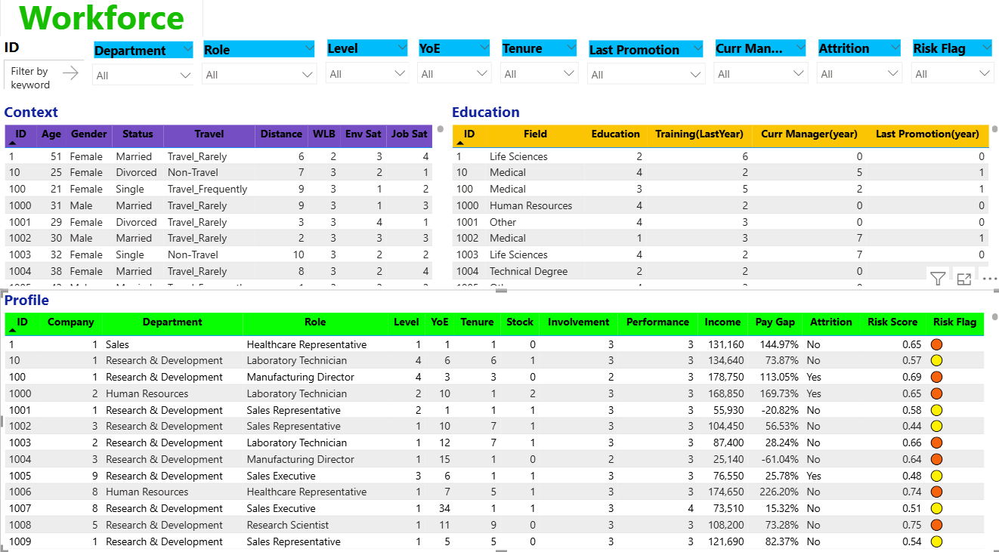 Workforce
ID Department Role Level YoE Tenure Last Promotion Curr Man... Attrition Risk Flag
Filter by keyword All All All All All All All All All
Context
ID Age Gender Status Travel Distance WLB Env Sat Job Sat
1 51 Female Married Travel_Rarely 6 2 3 4
10 25 Female Divorced Non-Travel 7 3 2 1
100 21 Female Single Travel_Frequently 9 3 1 2
1000 31 Male Married Travel_Rarely 9 3 1 3
1001 29 Female Divorced Travel_Rarely 3 3 4 1
1002 30 Male Married Travel_Rarely 2 3 3 3
1003 32 Female Single Non-Travel 10 3 2 2
1004 38 Female Married Travel_Rarely 8 3 2 4
Education
ID Field Education Training(LastYear) Curr Manager(year) Last Promotion(year)
1 Life Sciences 2 6 0 0
10 Medical 4 2 5 1
100 Medical 3 5 2 1
1000 Human Resources 4 2 0 0
1001 Other 4 3 0 0
1002 Medical 1 3 7 1
1003 Life Sciences 4 2 7 0
1004 Technical Degree 2 2 0
Profile
ID Company Department Role Level YoE Tenure Stock Involvement Performance Income Pay Gap Attrition Risk Score Risk Flag
1 1 Sales Healthcare Representative 1 1 1 0 3 3 131,160 144.97% No 0.65
10 1 Research & Development Laboratory Technician 4 6 6 1 3 3 134,640 73.87% No 0.57
100 1 Research & Development Manufacturing Director 4 3 3 0 2 3 178,750 113.05% Yes 0.69
1000 2 Human Resources Laboratory Technician 2 10 1 2 3 3 168,850 169.73% Yes 0.65
1001 1 Research & Development Sales Representative 2 1 1 1 3 3 55,930 -20.82% No 0.58
1002 3 Research & Development Sales Representative 1 10 7 1 3 3 104,450 56.53% No 0.44
1003 2 Research & Development Laboratory Technician 1 12 7 1 3 3 87,400 28.24% No 0.66
1004 3 Research & Development Manufacturing Director 1 15 1 0 2 3 25,140 -61.04% No 0.64
1005 9 Research & Development Sales Executive 3 6 1 1 3 3 76,550 25.78% Yes 0.48
1006 8 Human Resources Healthcare Representative 1 7 5 1 3 3 174,650 226.20% No 0.74
1007 8 Research & Development Sales Executive 1 34 1 1 3 4 73,510 15.32% No 0.51
1008 5 Research & Development Research Scientist 1 11 9 0 3 3 108,200 73.28% No 0.75
1009 1 Research & Development Sales Representative 1 5 5 0 3 3 121,690 82.37% No 0.54